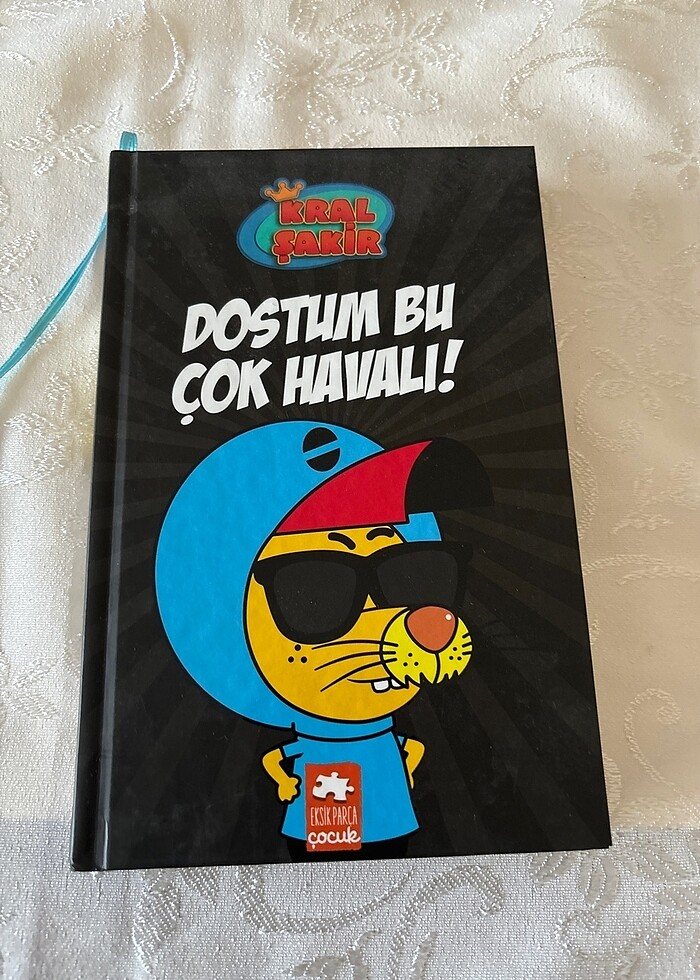 KRAL
ŞAKİR
DOSTUM BU
ÇOK HAVALI!
EKSİK PARÇA
çocuk